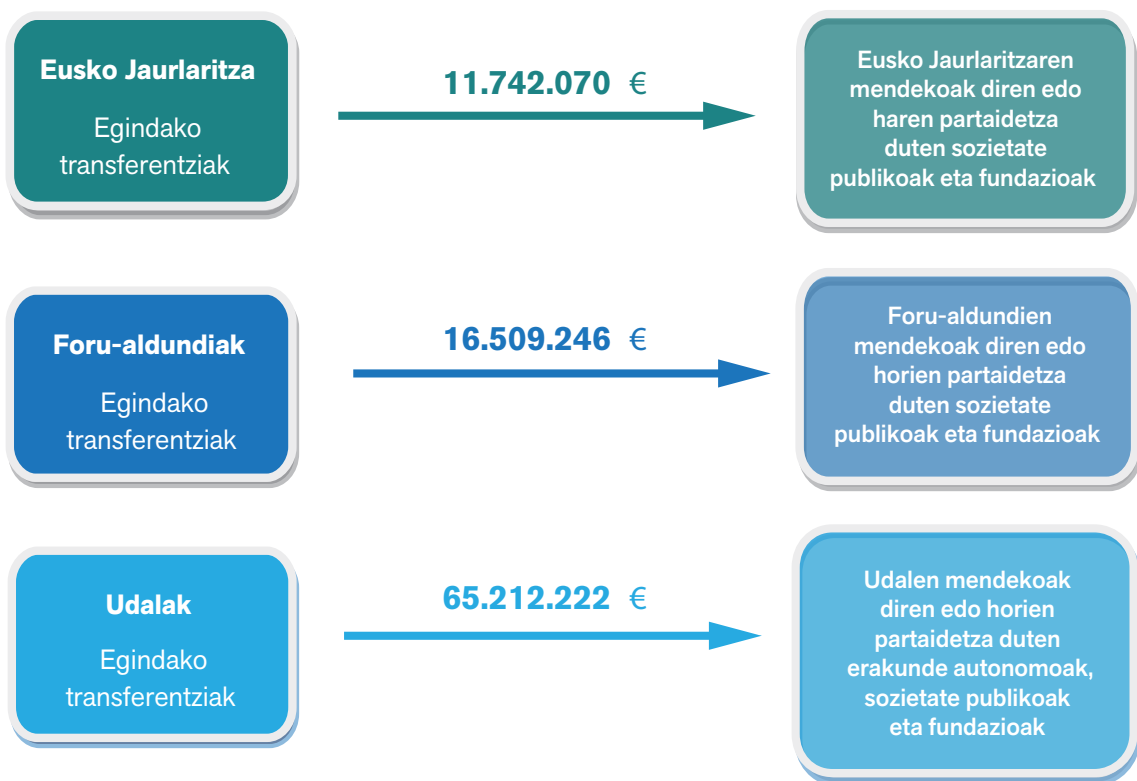 Eusko Jaurlaritza
Egindako
transferentziak
11.742.070 €
Eusko Jaurlaritzaren
mendekoak diren edo
haren partaidetza
duten sozietate
publikoak eta fundazioak
Foru-aldundiak
Egindako
transferentziak
16.509.246 €
Foru-aldundien
mendekoak diren edo
horien partaidetza
duten sozietate
publikoak eta fundazioak
Udalak
Egindako
transferentziak
65.212.222 €
Udalen mendekoak
diren edo horien
partaidetza duten
erakunde autonomoak,
sozietate publikoak
eta fundazioak